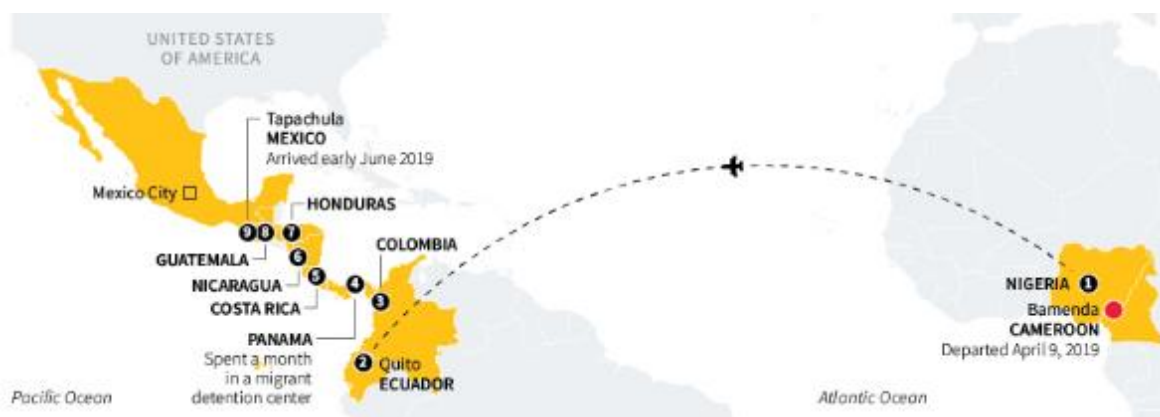 UNITED STATES
OF AMERICA
Tapachula
MEXICO
Arrived early June 2019
Mexico City
HONDURAS
9
8
7
COLOMBIA
GUATEMALA
6
NICARAGUA
5
4
NIGERIA
1
COSTA RICA
3
Bamenda
PANAMA
CAMEROON
Spent a month
in a migrant
detention center
2
Quito
ECUADOR
Departed April 9, 2019
Pacific Ocean
Atlantic Ocean